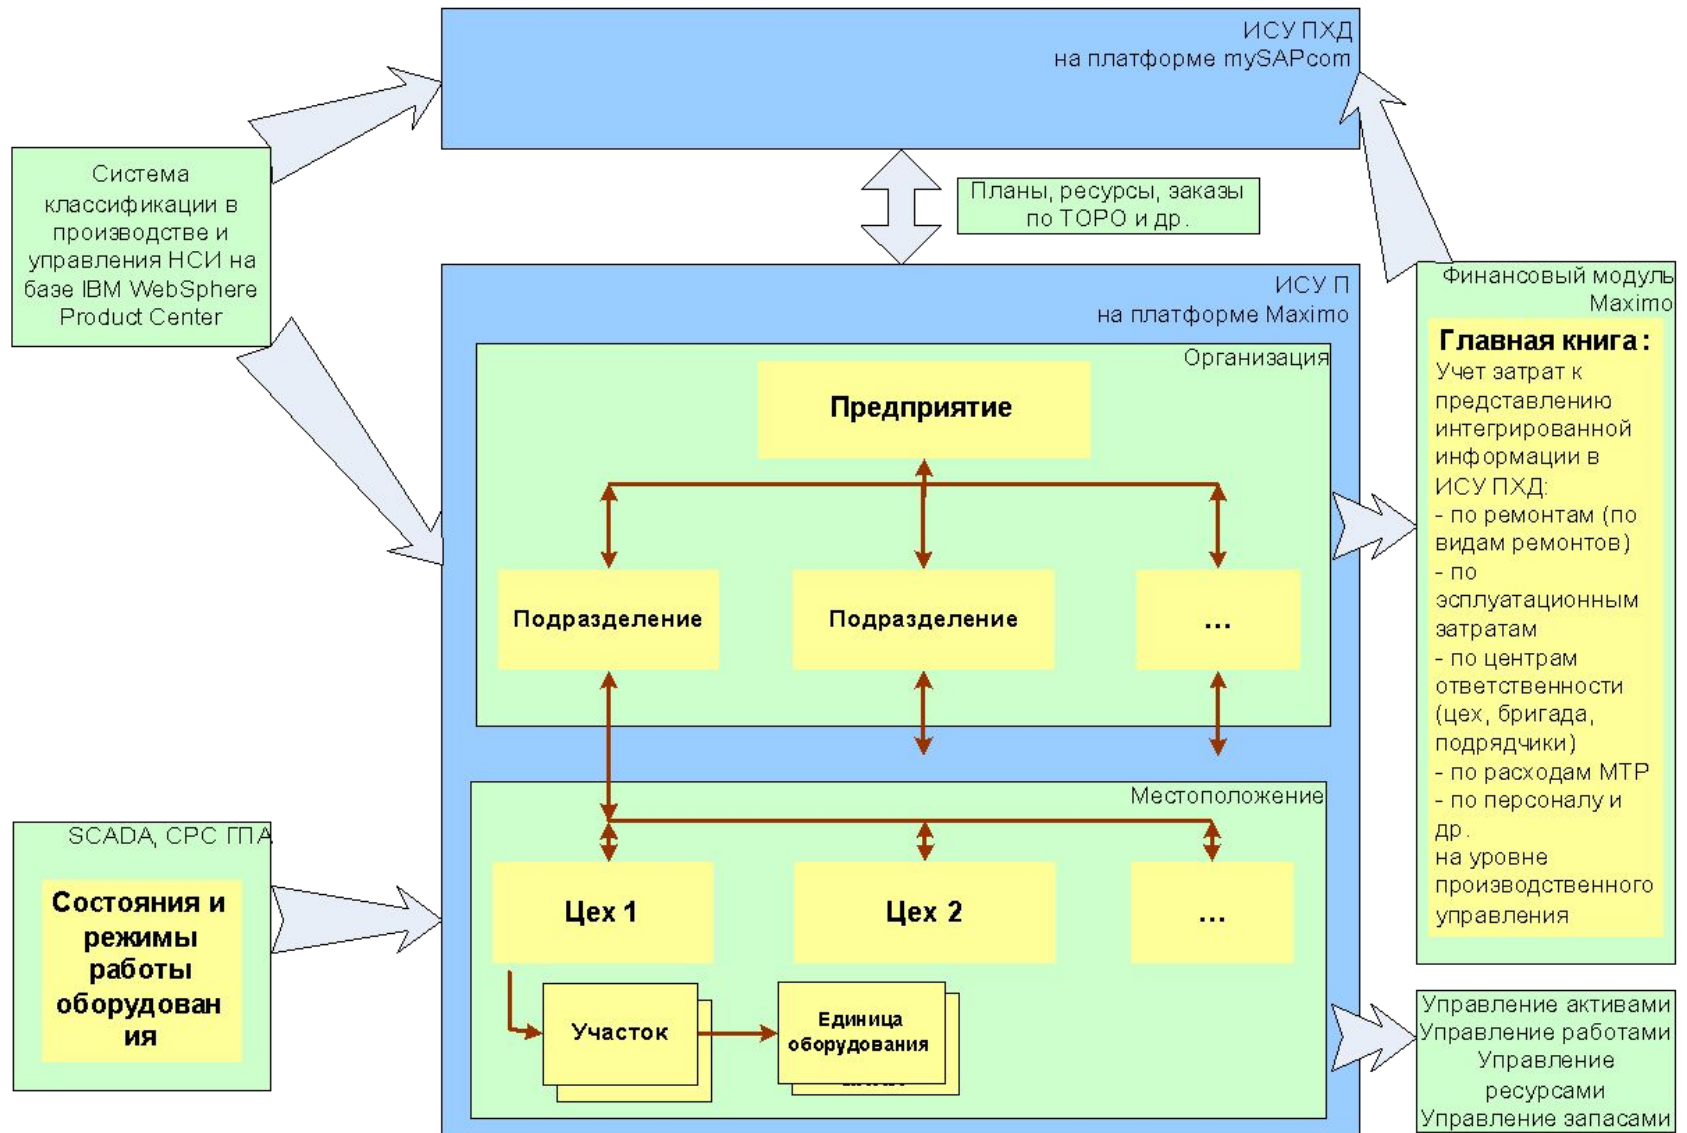 ИСУ ПХД
на платформе mySAPcom
Система
классификации в
производстве и
управления НСИ на
базе IBM WebSphere
Product Center
Планы, ресурсы, заказы
по ТОРО и др.
ИСУ П
на платформе Maximo
Организация
Предприятие
Подразделение
Подразделение
...
Финансовый модуль
Maximo
Главная книга :
Учет затрат к
представлению
интегрированной
информации в
ИСУ ПХД:
- по ремонтам (по
видам ремонтов)
- по
эсплуатационным
затратам
- по центрам
ответственности
(цех, бригада,
подрядчики)
- по расходам МТР
- по персоналу и
др.
на уровне
производственного
управления
Местоположение
Цех 1
Цех 2
...
Участок
Единица
оборудования
SCADA, СРС ГПА
Состояния и
режимы
работы
оборудован
ия
Управление активами
Управление работами
Управление
ресурсами
Управление запасами